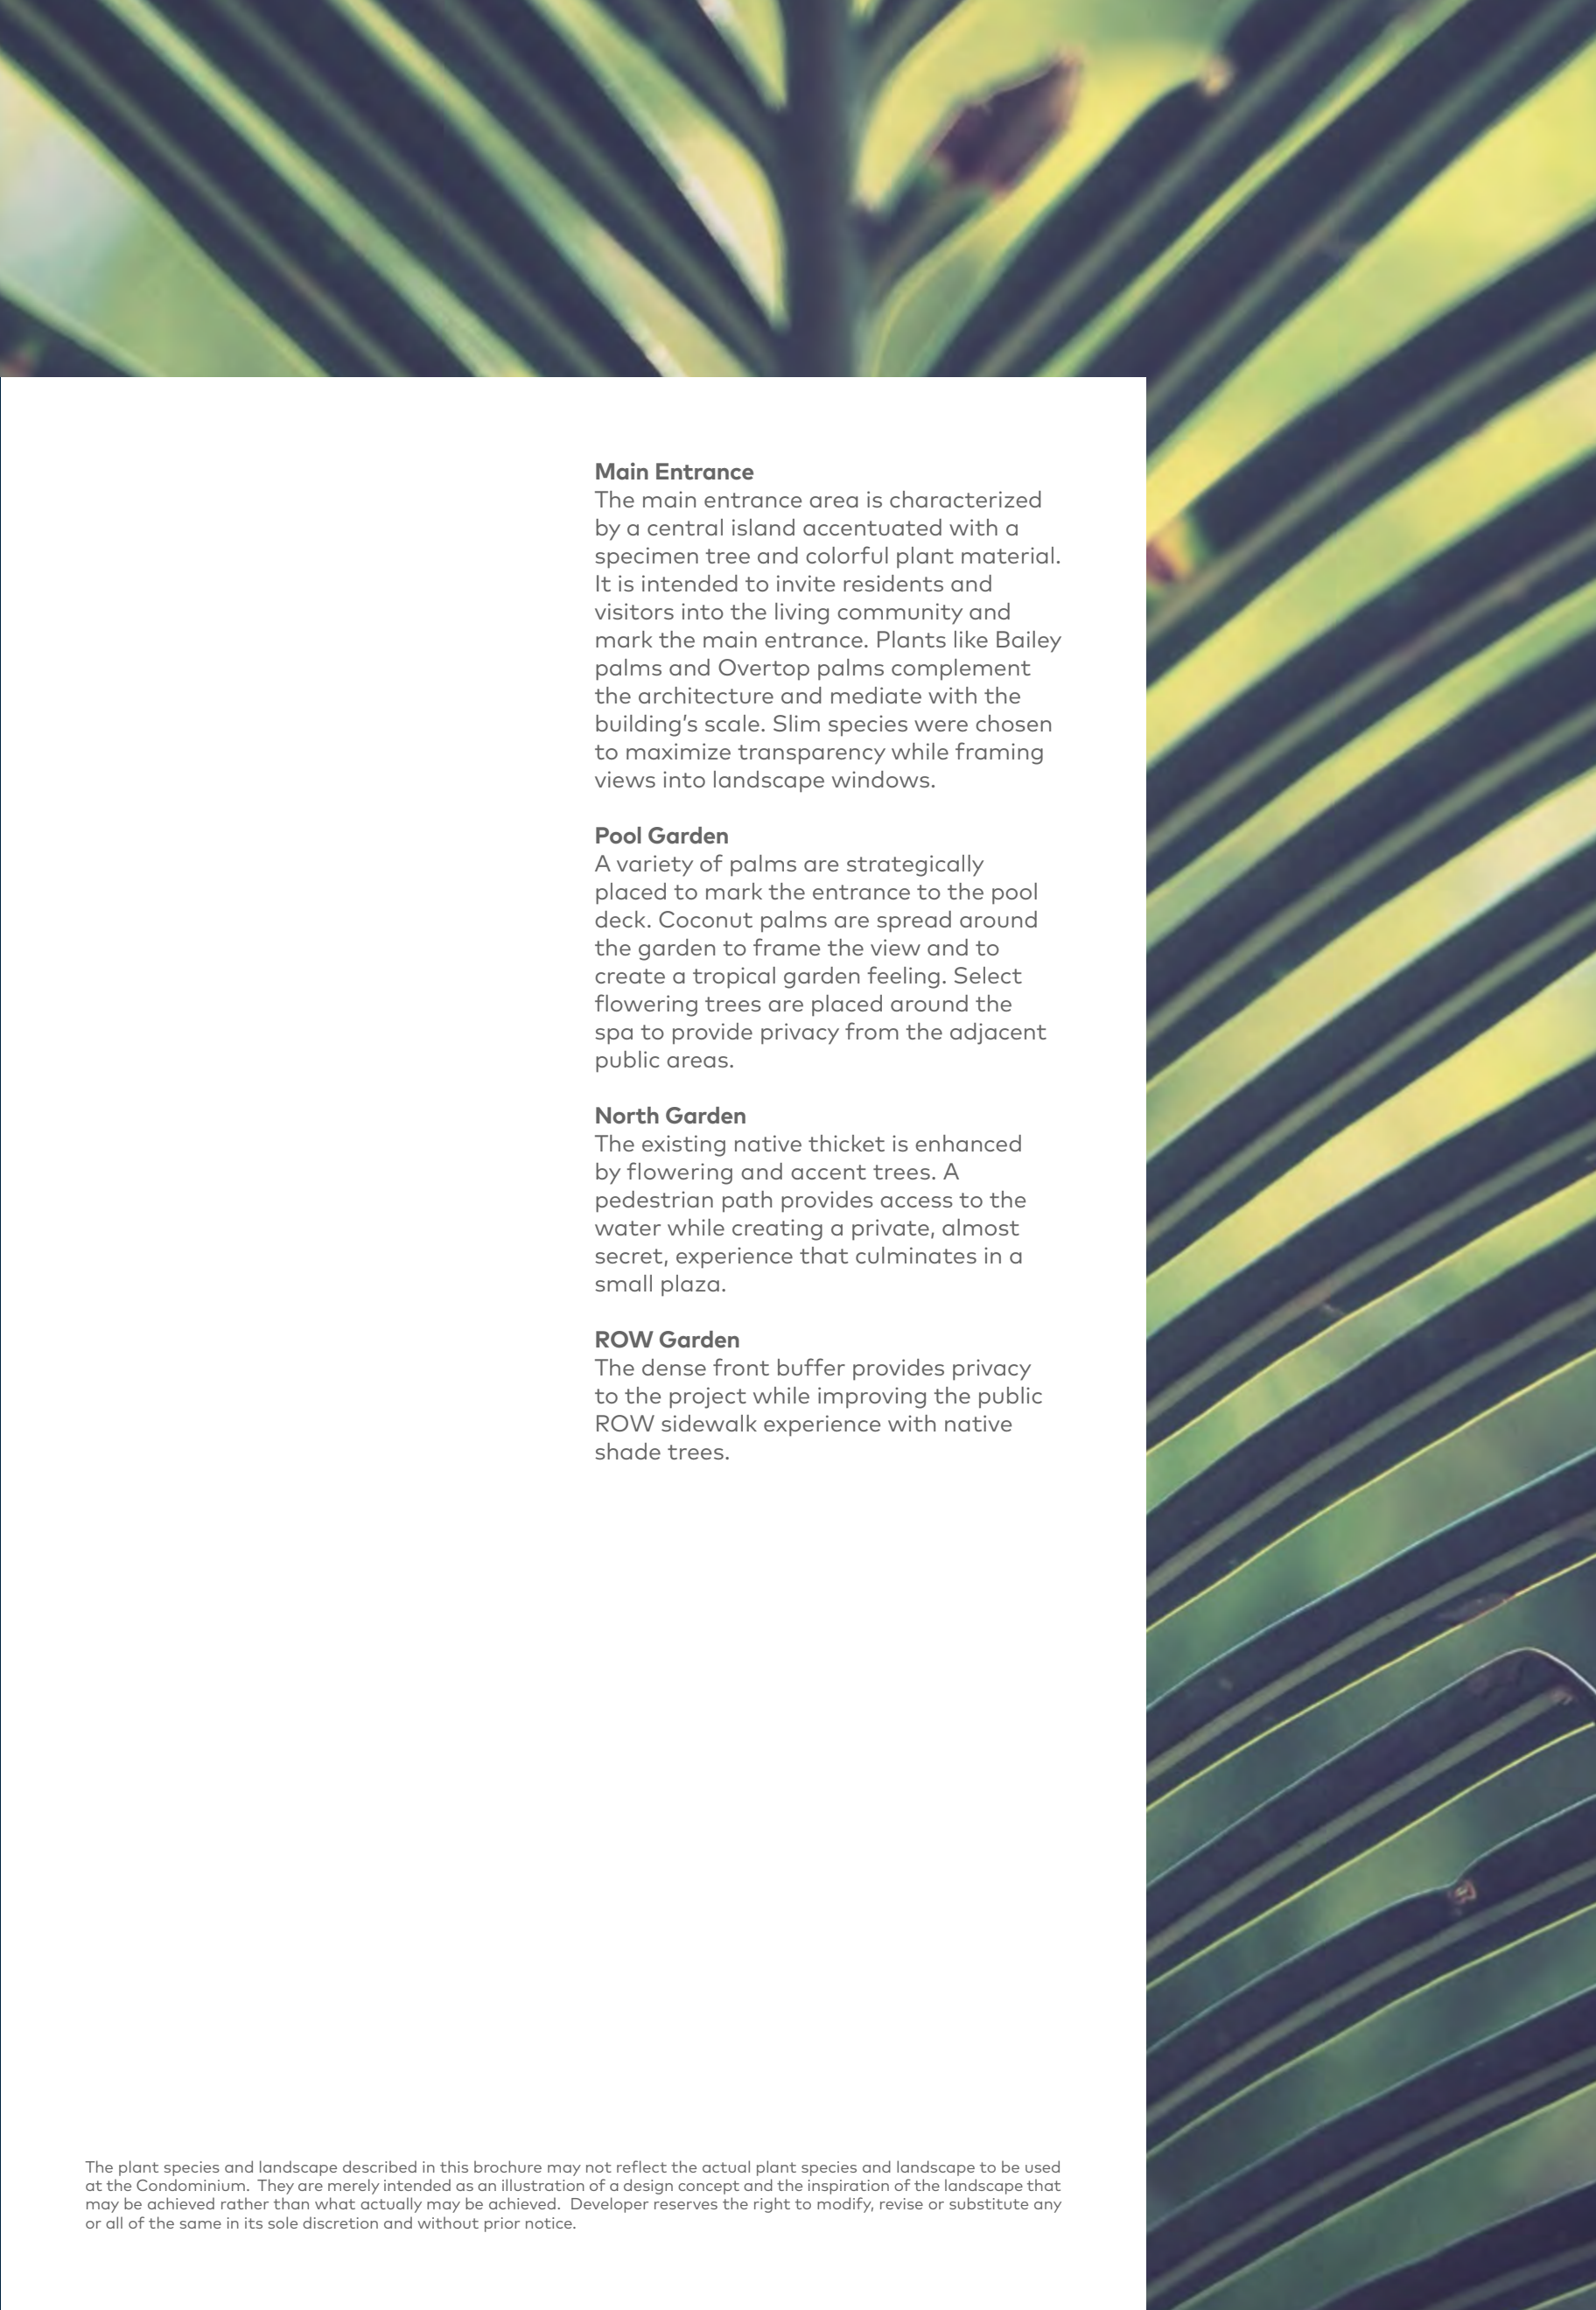 Main Entrance
The main entrance area is characterized
by a central island accentuated with a
specimen tree and colorful plant material.
It is intended to invite residents and
visitors into the living community and
mark the main entrance. Plants like Bailey
palms and Overtop palms complement
the architecture and mediate with the
building’s scale. Slim species were chosen
to maximize transparency while framing
views into landscape windows.
Pool Garden
A variety of palms are strategically
placed to mark the entrance to the pool
deck. Coconut palms are spread around
the garden to frame the view and to
create a tropical garden feeling. Select
flowering trees are placed around the
spa to provide privacy from the adjacent
public areas.
North Garden
The existing native thicket is enhanced
by flowering and accent trees. A
pedestrian path provides access to the
water while creating a private, almost
secret, experience that culminates in a
small plaza.
ROW Garden
The dense front buffer provides privacy
to the project while improving the public
ROW sidewalk experience with native
shade trees.
The plant species and landscape described in this brochure may not reflect the actual plant species and landscape to be used
at the Condominium.  They are merely intended as an illustration of a design concept and the inspiration of the landscape that
may be achieved rather than what actually may be achieved.  Developer reserves the right to modify, revise or substitute any
or all of the same in its sole discretion and without prior notice.